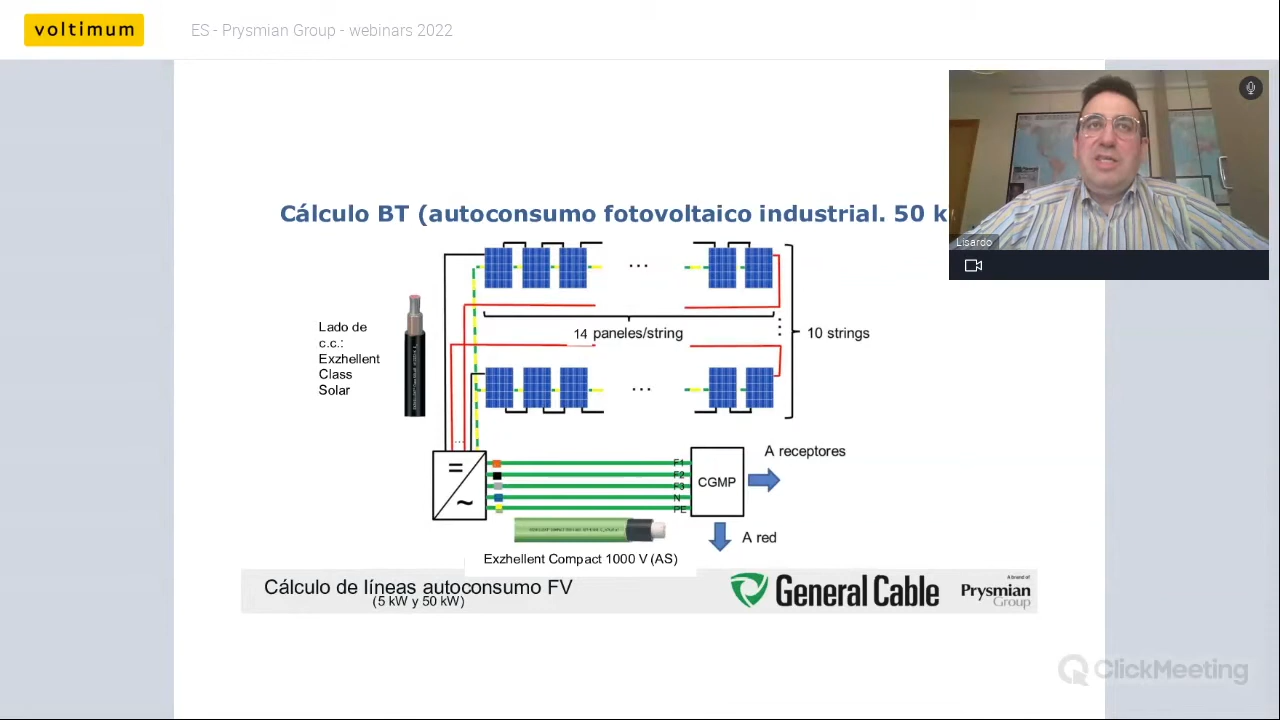 voltimum
ES - Prysmian Group - webinars 2022
Lisardo
Cálculo BT (autoconsumo fotovoltaico industrial. 50 k
...
14 paneles/string
10 strings
Lado de
c.c.:
Exzhellent
Class
Solar
...
...
=
~
F1
F2
F3
N
PE
CGMP
A receptores
A red
Exzhellent Compact 1000 V (AS)
Cálculo de líneas autoconsumo FV
(5 kW y 50 kW)
General Cable
A brand of
Prysmian
Group
ClickMeeting